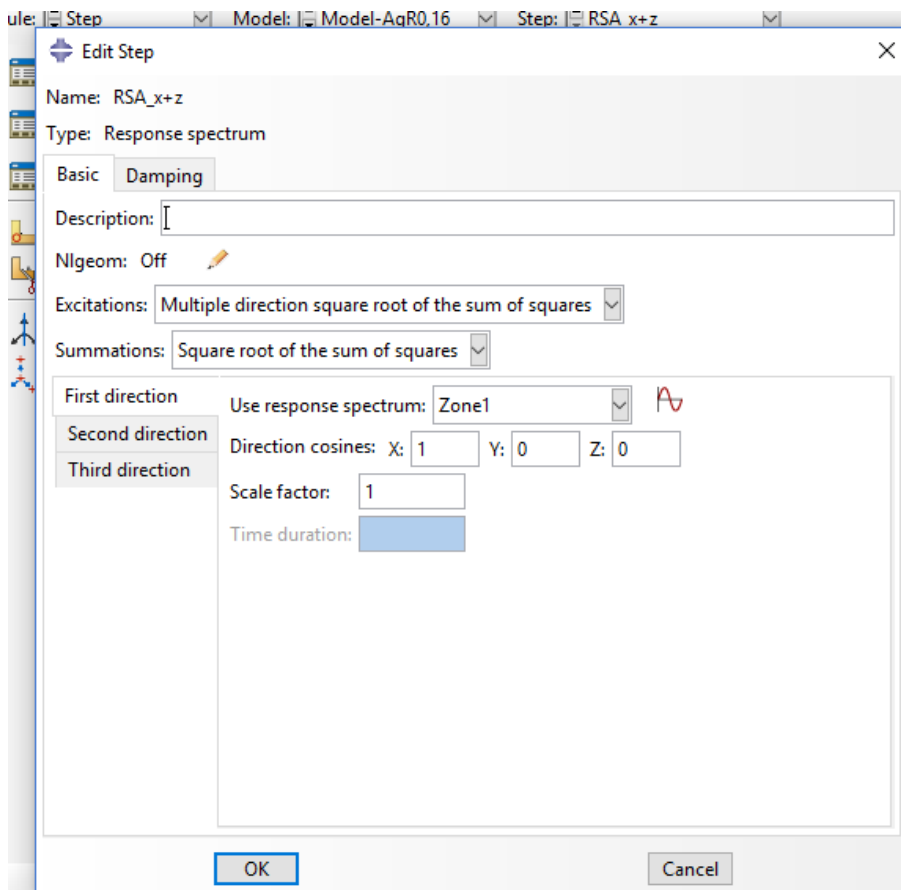 ule: Step Model: Model-AgR0,16 Step: RSA_x+z
Edit Step
Name: RSA_x+z
Type: Response spectrum
Basic Damping
Description:
Nlgeom: Off
Excitations: Multiple direction square root of the sum of squares
Summations: Square root of the sum of squares
First direction
Second direction
Third direction
Use response spectrum: Zone1
Direction cosines: X: 1 Y: 0 Z: 0
Scale factor: 1
Time duration:
OK Cancel